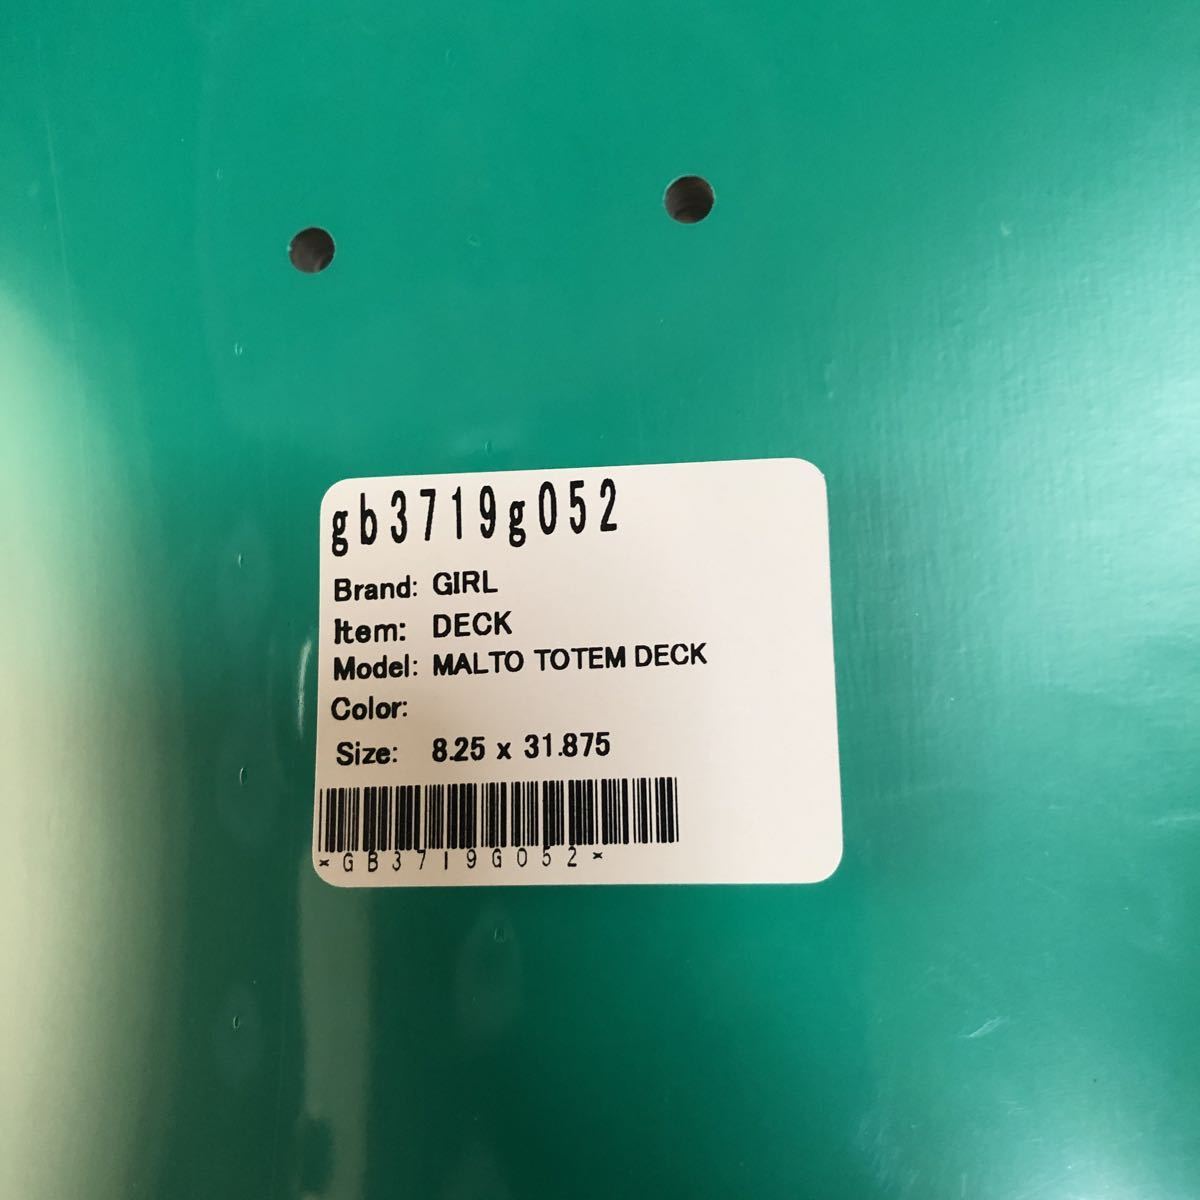 gb3719g052
Brand: GIRL
Item: DECK
Model: MALTO TOTEM DECK
Color:
Size: 8.25 x 31.875
*GB3719G052*